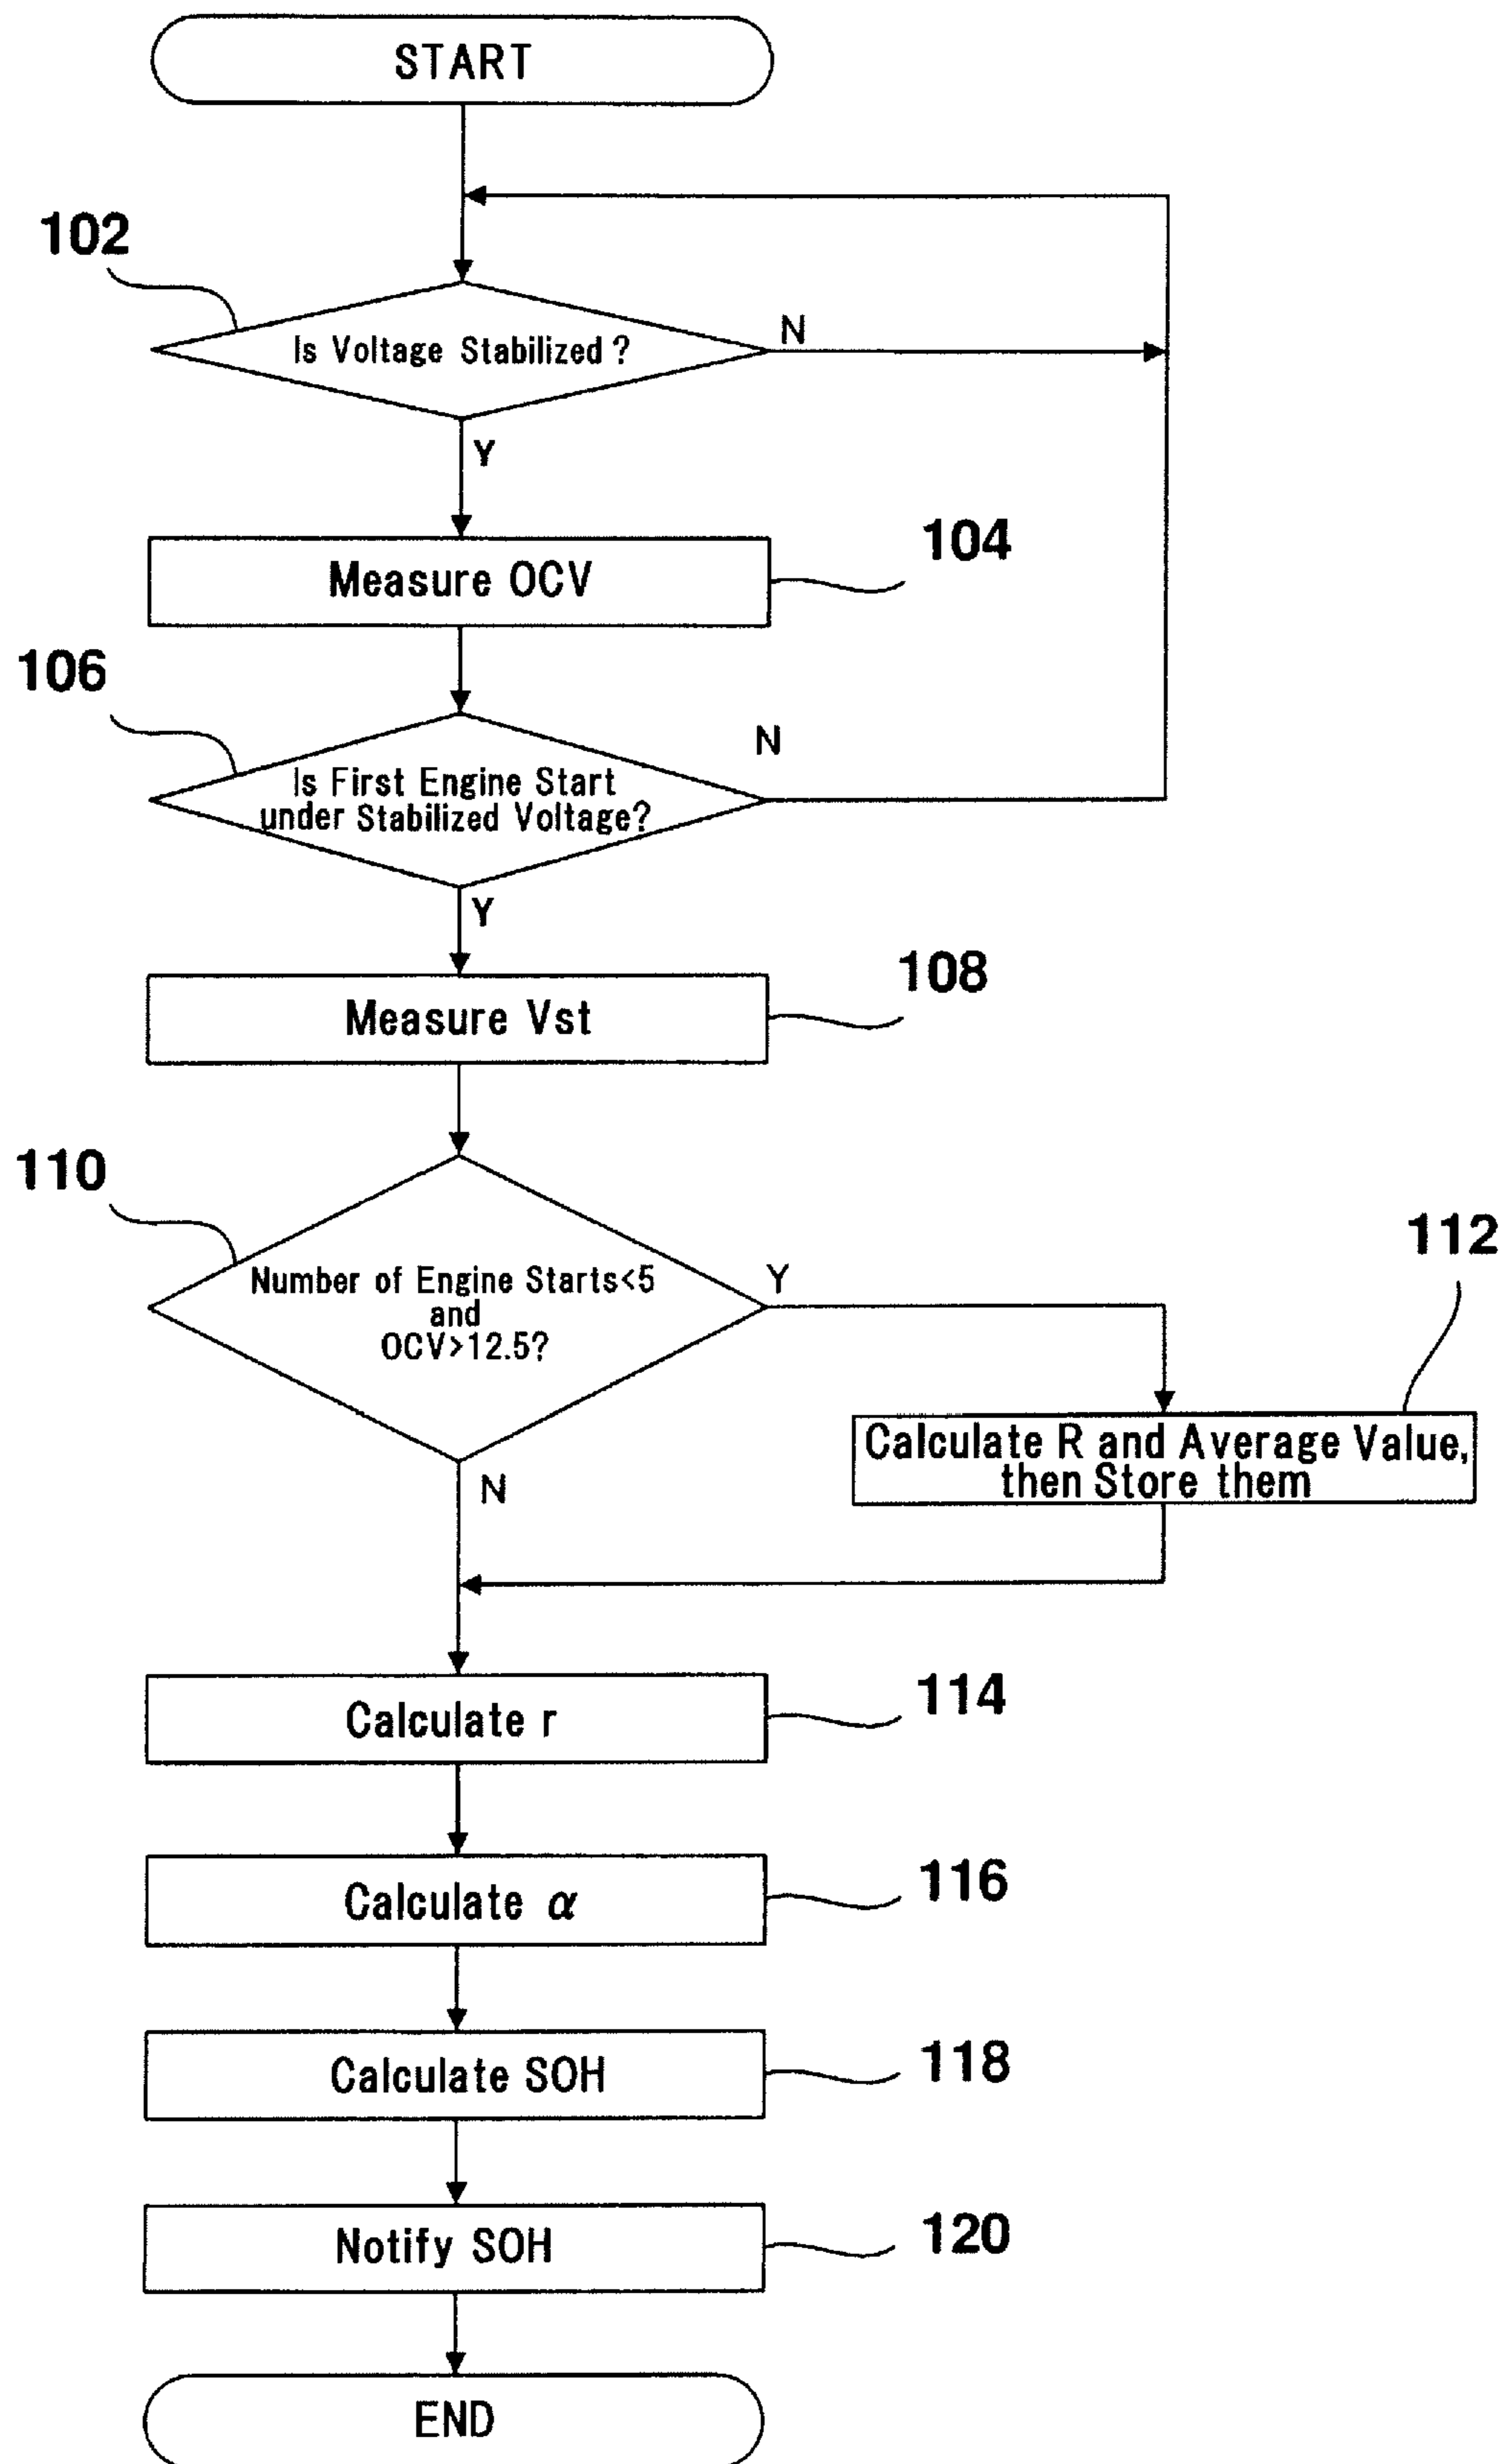 START
102
Is Voltage Stabilized?
N
Y
Measure OCV
104
106
Is First Engine Start
under Stabilized Voltage?
N
Y
Measure Vst
108
110
Number of Engine Starts<5
and
OCV>12.5?
Y
N
112
Calculate R and Average Value,
then Store them
Calculate r
114
Calculate α
116
Calculate SOH
118
Notify SOH
120
END